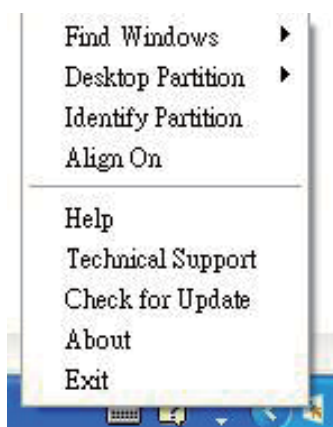 Find Windows
Desktop Partition
Identify Partition
Align On
Help
Technical Support
Check for Update
About
Exit